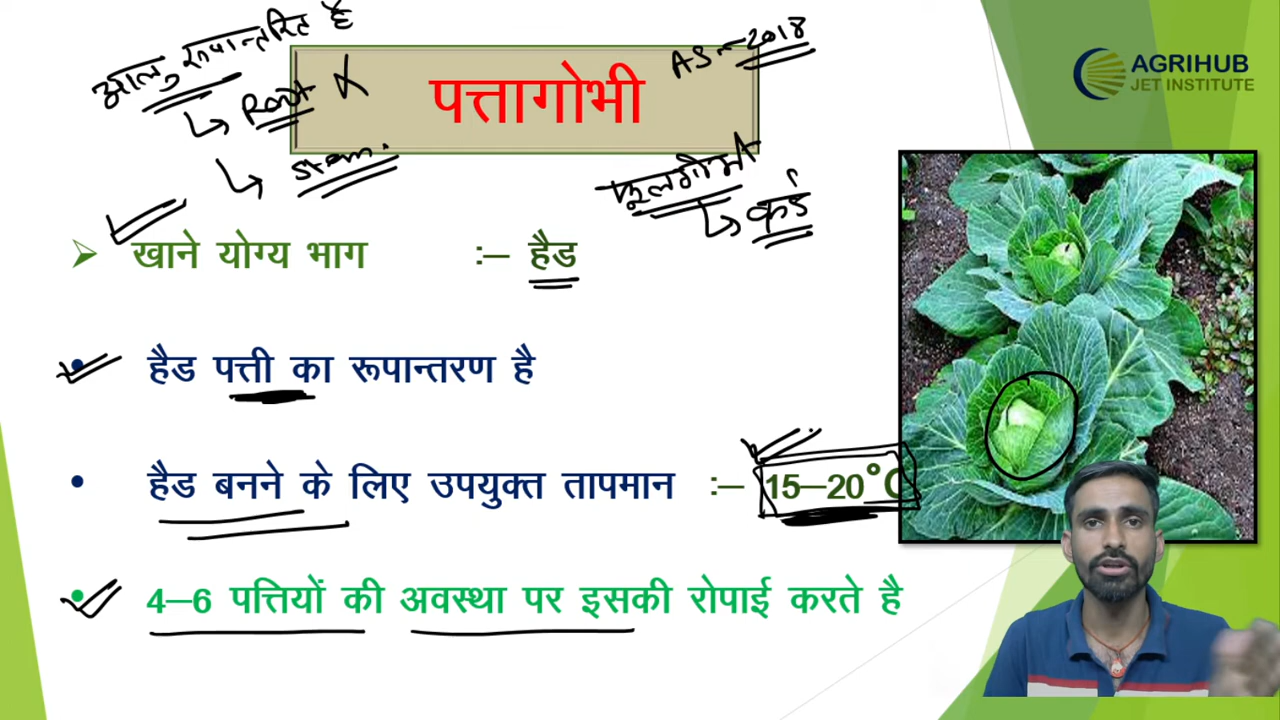 आलू रूपान्तरित है
Root X
stem.
पत्तागोभी
AS - 2018
AGRIHUB
JET INSTITUTE
फूलगोभी
कर्ड
खाने योग्य भाग :- हैड
हैड पत्ती का रूपान्तरण है
हैड बनने के लिए उपयुक्त तापमान :- 15-20°C
4-6 पत्तियों की अवस्था पर इसकी रोपाई करते है